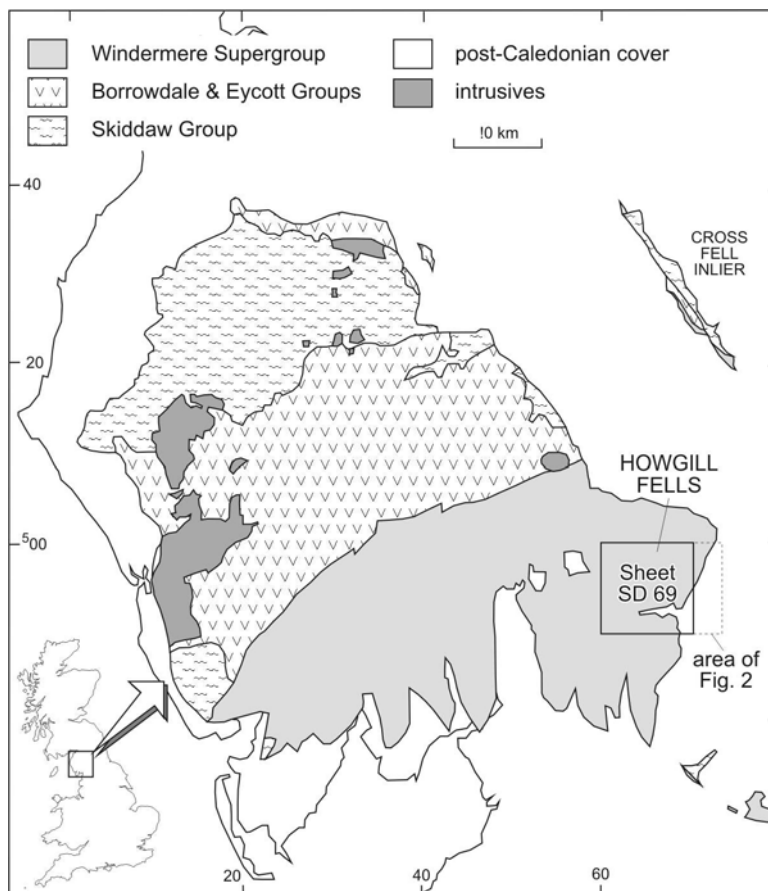 Windermere Supergroup
Borrowdale & Eycott Groups
Skiddaw Group
post-Caledonian cover
intrusives
!0 km
40
CROSS
FELL
INLIER
20
HOWGILL
FELLS
⁵00
Sheet
SD 69
area of
Fig. 2
20
40
60